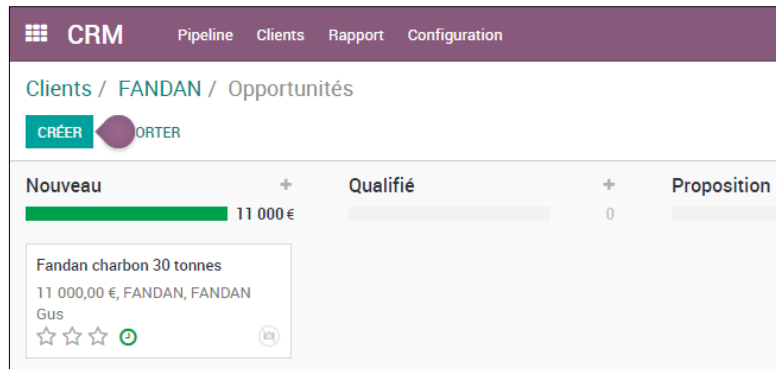 CRM Pipeline Clients Rapport Configuration
Clients / FANDAN / Opportunités
CRÉER ORTER
Nouveau + Qualifié + Proposition
11 000 € 0
Fandan charbon 30 tonnes
11 000,00 €, FANDAN, FANDAN
Gus